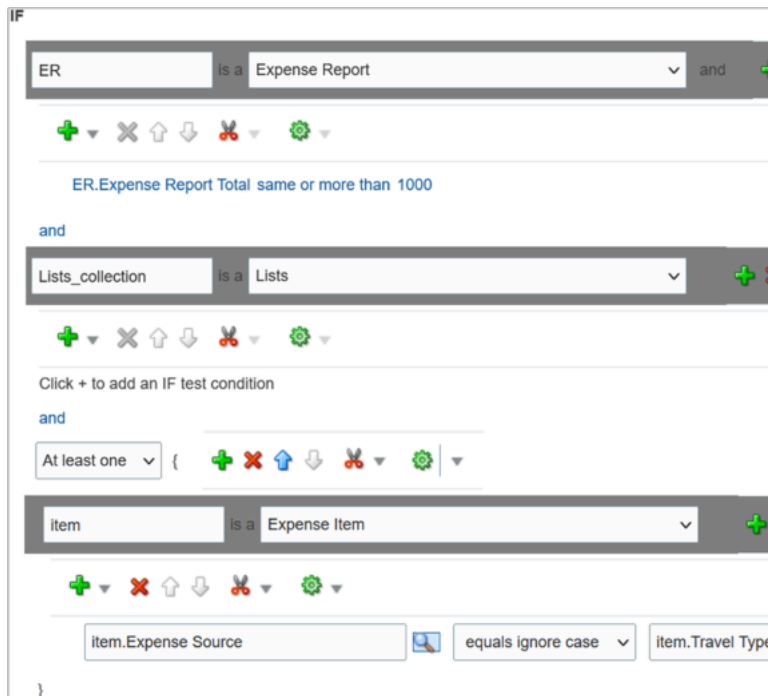 IF
ER is a Expense Report and
ER.Expense Report Total same or more than 1000
and
Lists_collection is a Lists
Click + to add an IF test condition
and
At least one {
item is a Expense Item
item.Expense Source equals ignore case item.Travel Type
}